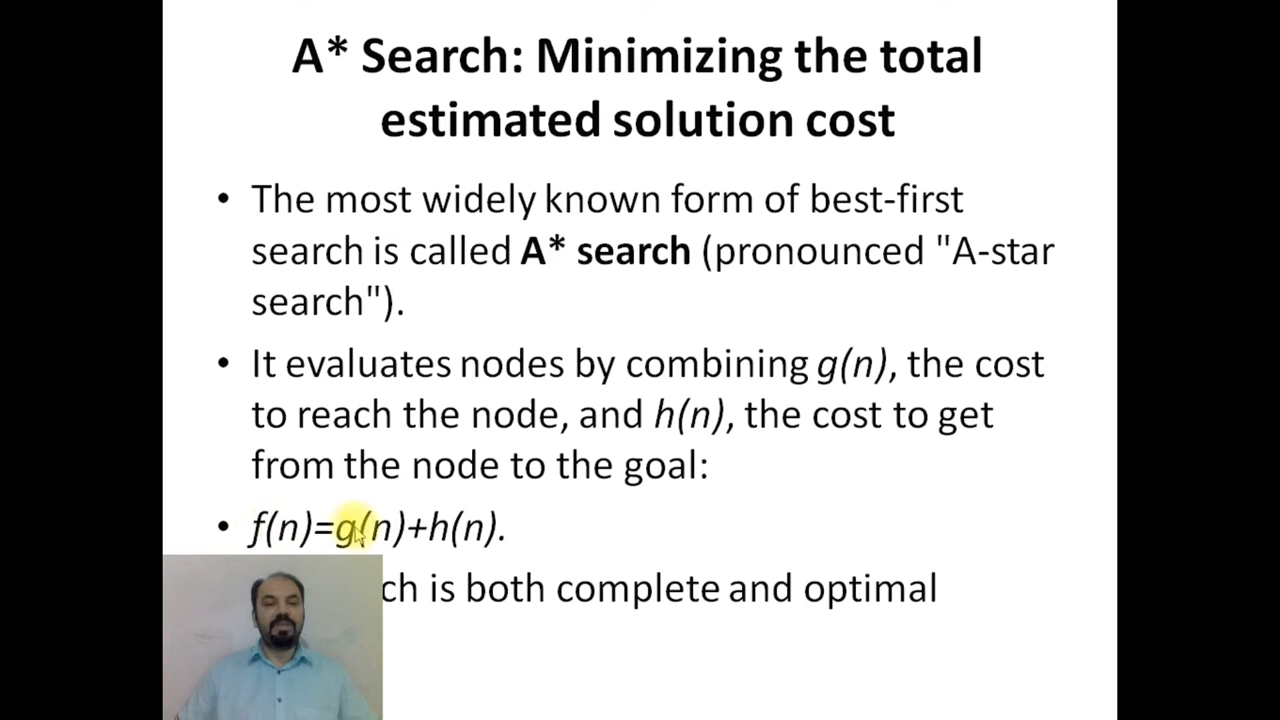 A* Search: Minimizing the total
estimated solution cost
• The most widely known form of best-first
search is called A* search (pronounced "A-star
search").
• It evaluates nodes by combining g(n), the cost
to reach the node, and h(n), the cost to get
from the node to the goal:
• f(n)=g(n)+h(n).
is both complete and optimal